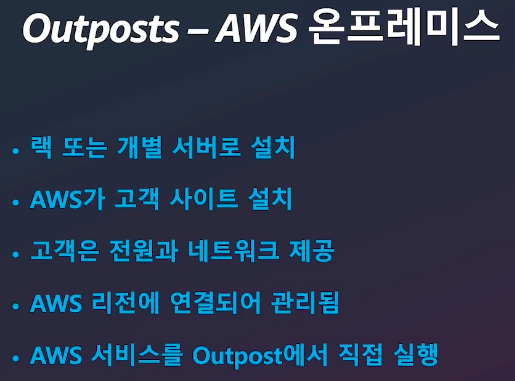 Outposts – AWS 온프레미스
• 랙 또는 개별 서버로 설치
• AWS가 고객 사이트 설치
• 고객은 전원과 네트워크 제공
• AWS 리전에 연결되어 관리됨
• AWS 서비스를 Outpost에서 직접 실행